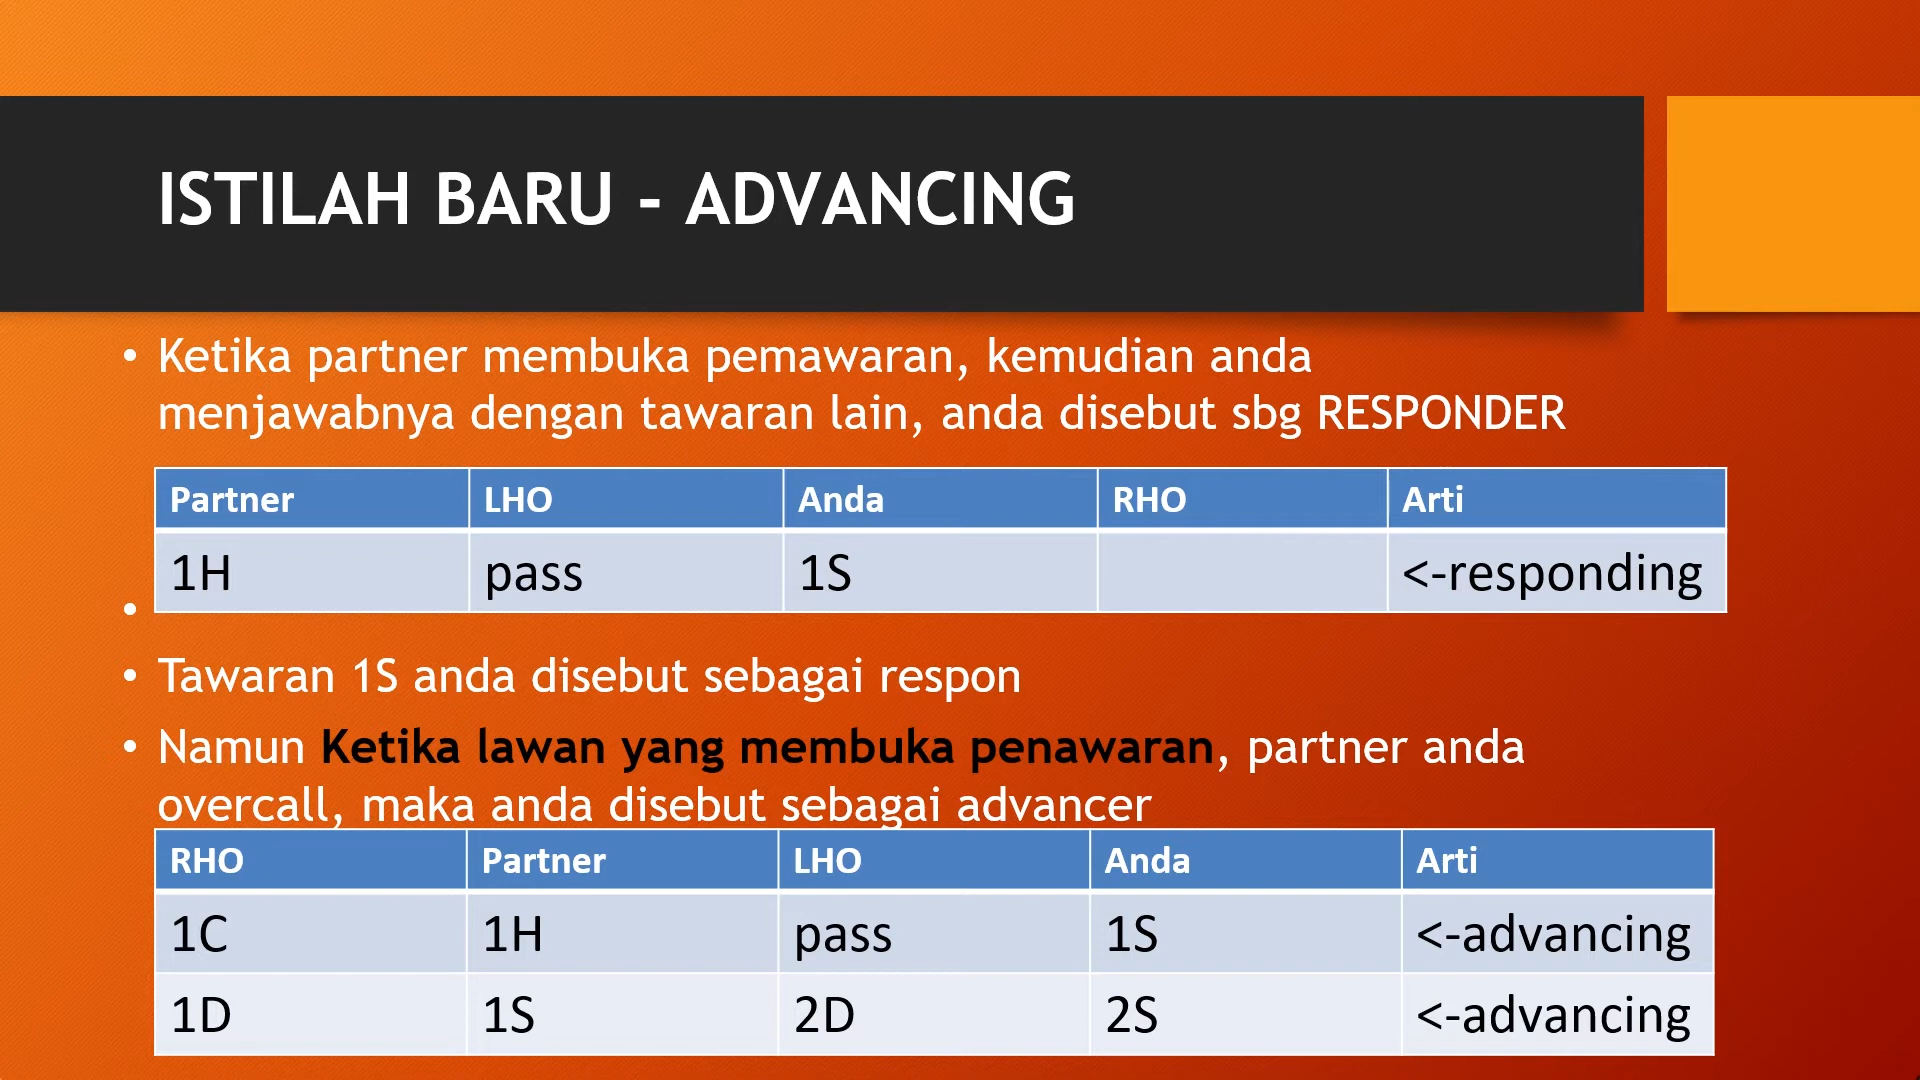 ISTILAH BARU - ADVANCING
• Ketika partner membuka pemawaran, kemudian anda
menjawabnya dengan tawaran lain, anda disebut sbg RESPONDER
Partner LHO Anda RHO Arti
1H pass 1S <-responding
•
• Tawaran 1S anda disebut sebagai respon
• Namun Ketika lawan yang membuka penawaran, partner anda
overcall, maka anda disebut sebagai advancer
RHO Partner LHO Anda Arti
1C 1H pass 1S <-advancing
1D 1S 2D 2S <-advancing